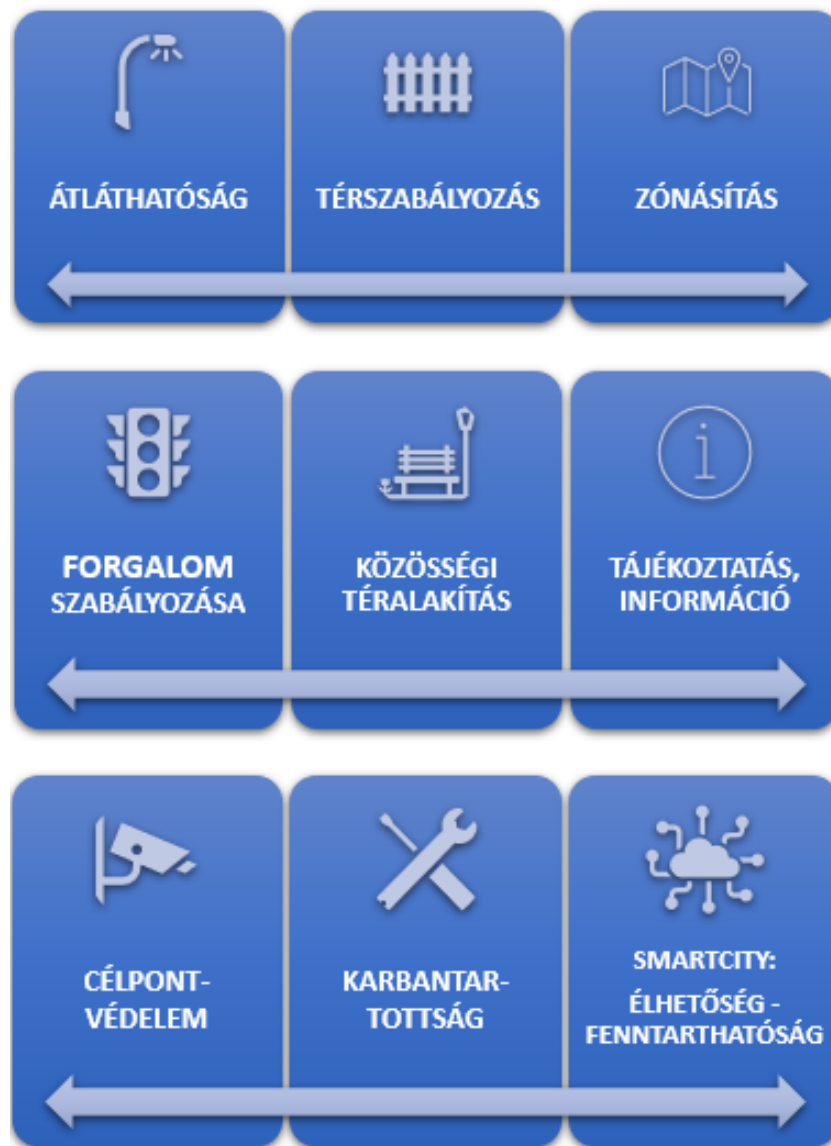 ÁTLÁTHATÓSÁG
TÉRSZABÁLYOZÁS
ZÓNÁSÍTÁS
FORGALOM
SZABÁLYOZÁSA
KÖZÖSSÉGI
TÉRALAKÍTÁS
TÁJÉKOZTATÁS,
INFORMÁCIÓ
CÉLPONT-
VÉDELEM
KARBANTAR-
TOTTSÁG
SMARTCITY:
ÉLHETŐSÉG -
FENNTARTHATÓSÁG